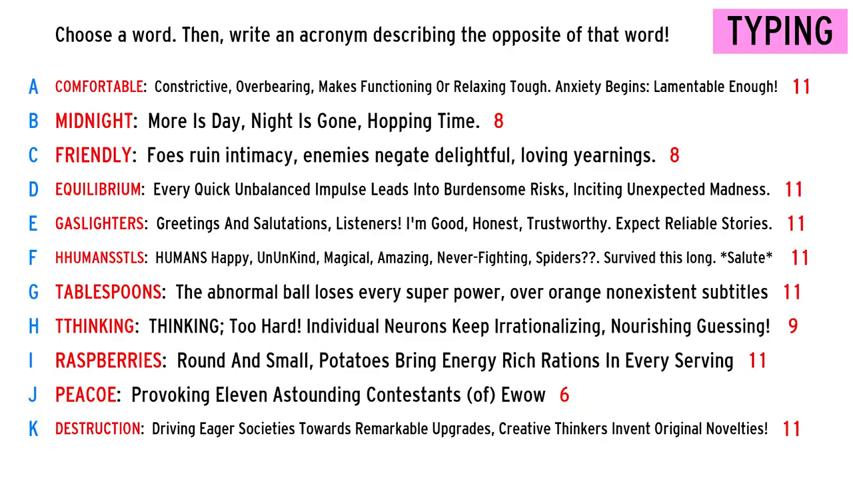 Choose a word. Then, write an acronym describing the opposite of that word!
TYPING
A COMFORTABLE: Constrictive, Overbearing, Makes Functioning Or Relaxing Tough. Anxiety Begins: Lamentable Enough! 11
B MIDNIGHT: More Is Day, Night Is Gone, Hopping Time. 8
C FRIENDLY: Foes ruin intimacy, enemies negate delightful, loving yearnings. 8
D EQUILIBRIUM: Every Quick Unbalanced Impulse Leads Into Burdensome Risks, Inciting Unexpected Madness. 11
E GASLIGHTERS: Greetings And Salutations, Listeners! I'm Good, Honest, Trustworthy. Expect Reliable Stories. 11
F HHUMANSSTLS: HUMANS Happy, UnUnKind, Magical, Amazing, Never-Fighting, Spiders??. Survived this long. *Salute* 11
G TABLESPOONS: The abnormal ball loses every super power, over orange nonexistent subtitles 11
H TTHINKING: THINKING; Too Hard! Individual Neurons Keep Irrationalizing, Nourishing Guessing! 9
I RASPBERRIES: Round And Small, Potatoes Bring Energy Rich Rations In Every Serving 11
J PEACOE: Provoking Eleven Astounding Contestants (of) Ewow 6
K DESTRUCTION: Driving Eager Societies Towards Remarkable Upgrades, Creative Thinkers Invent Original Novelties! 11